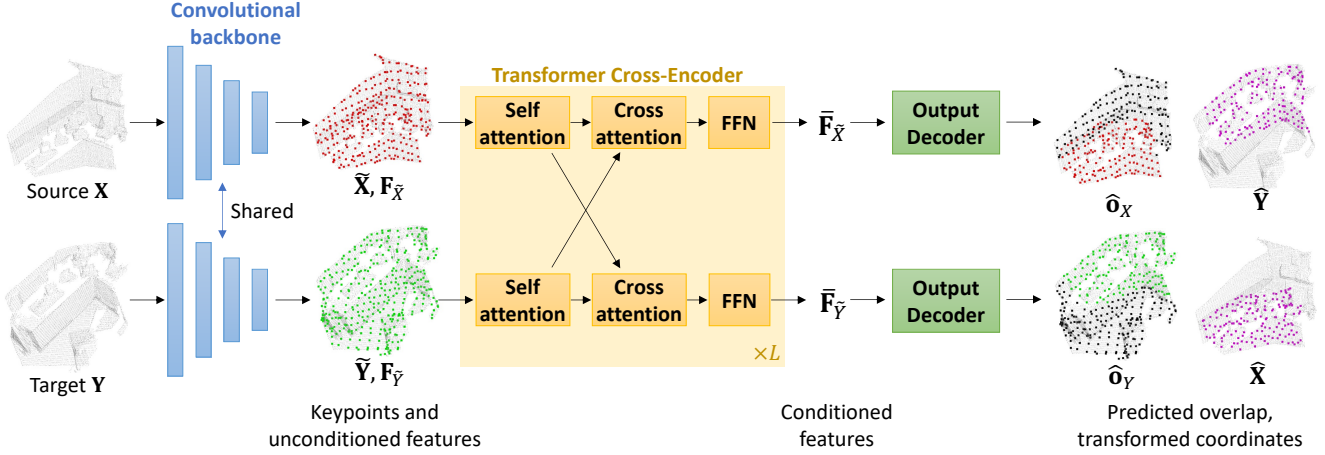 Convolutional
backbone
Source 𝐗
Shared
Target 𝐘
X̃, F_X̃
Ỹ, F_Ỹ
Keypoints and
unconditioned features
Transformer Cross-Encoder
Self
attention
Cross
attention
FFN
Self
attention
Cross
attention
FFN
×L
F̄_X̃
F̄_Ỹ
Conditioned
features
Output
Decoder
Output
Decoder
ô_X
Ŷ
ô_Y
X̂
Predicted overlap,
transformed coordinates